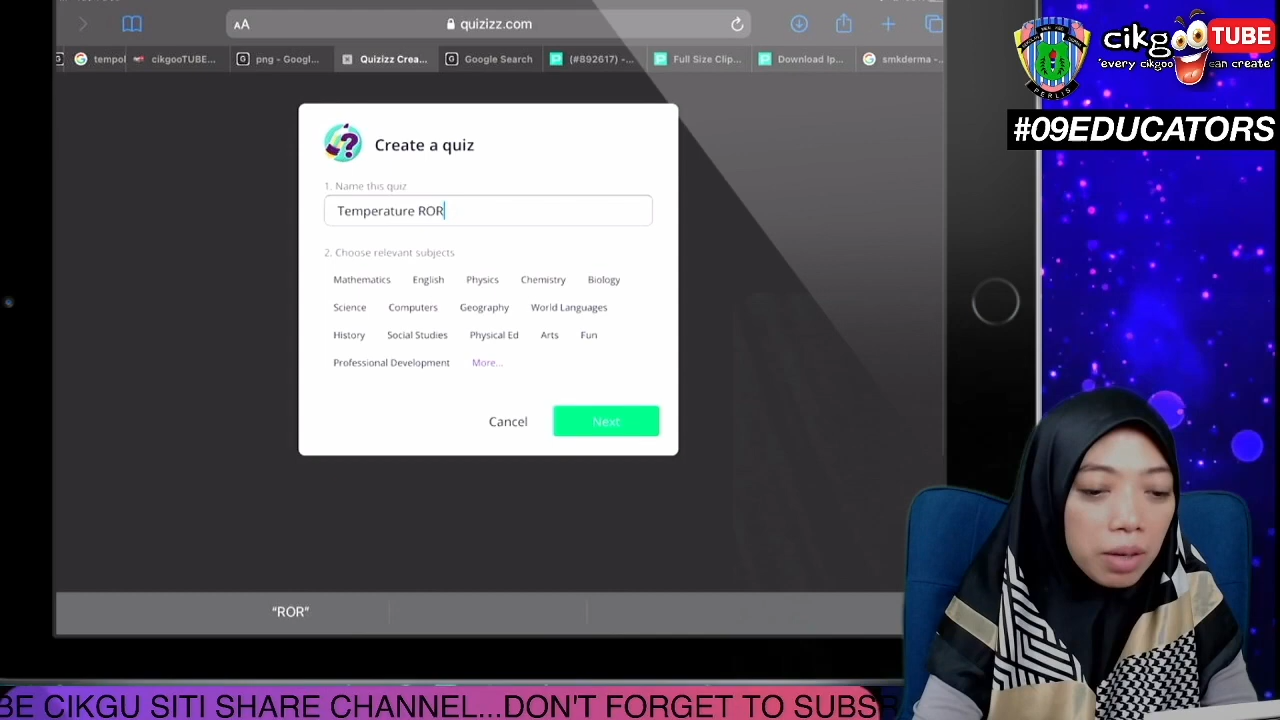 AA
quizizz.com
tempol
cikgooTUBE...
png - Googl...
Quizizz Crea...
Google Search
(#892617) -...
Full Size Clip...
Download Ip...
smkderma -...
cikgooTUBE
'every cikgoo can create'
PERLIS
#09EDUCATORS
Create a quiz
1. Name this quiz
Temperature ROR
2. Choose relevant subjects
Mathematics English Physics Chemistry Biology
Science Computers Geography World Languages
History Social Studies Physical Ed Arts Fun
Professional Development More...
Cancel Next
“ROR”
BE CIKGU SITI SHARE CHANNEL...DON'T FORGET TO SUBSR